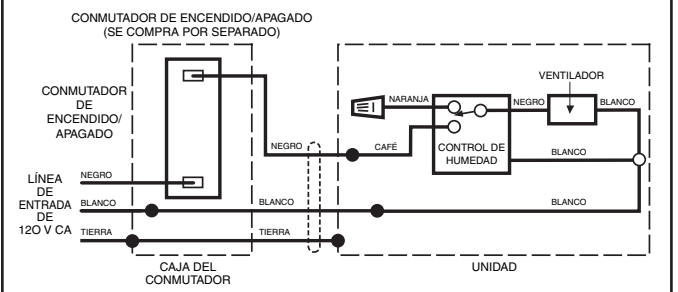 CONMUTADOR DE ENCENDIDO/APAGADO
(SE COMPRA POR SEPARADO)
CONMUTADOR
DE
ENCENDIDO/
APAGADO
NARANJA
VENTILADOR
NEGRO
BLANCO
NEGRO
CAFÉ
CONTROL DE
HUMEDAD
BLANCO
LÍNEA
DE
ENTRADA
DE
12O V CA
NEGRO
BLANCO
BLANCO
BLANCO
TIERRA
TIERRA
CAJA DEL
CONMUTADOR
UNIDAD